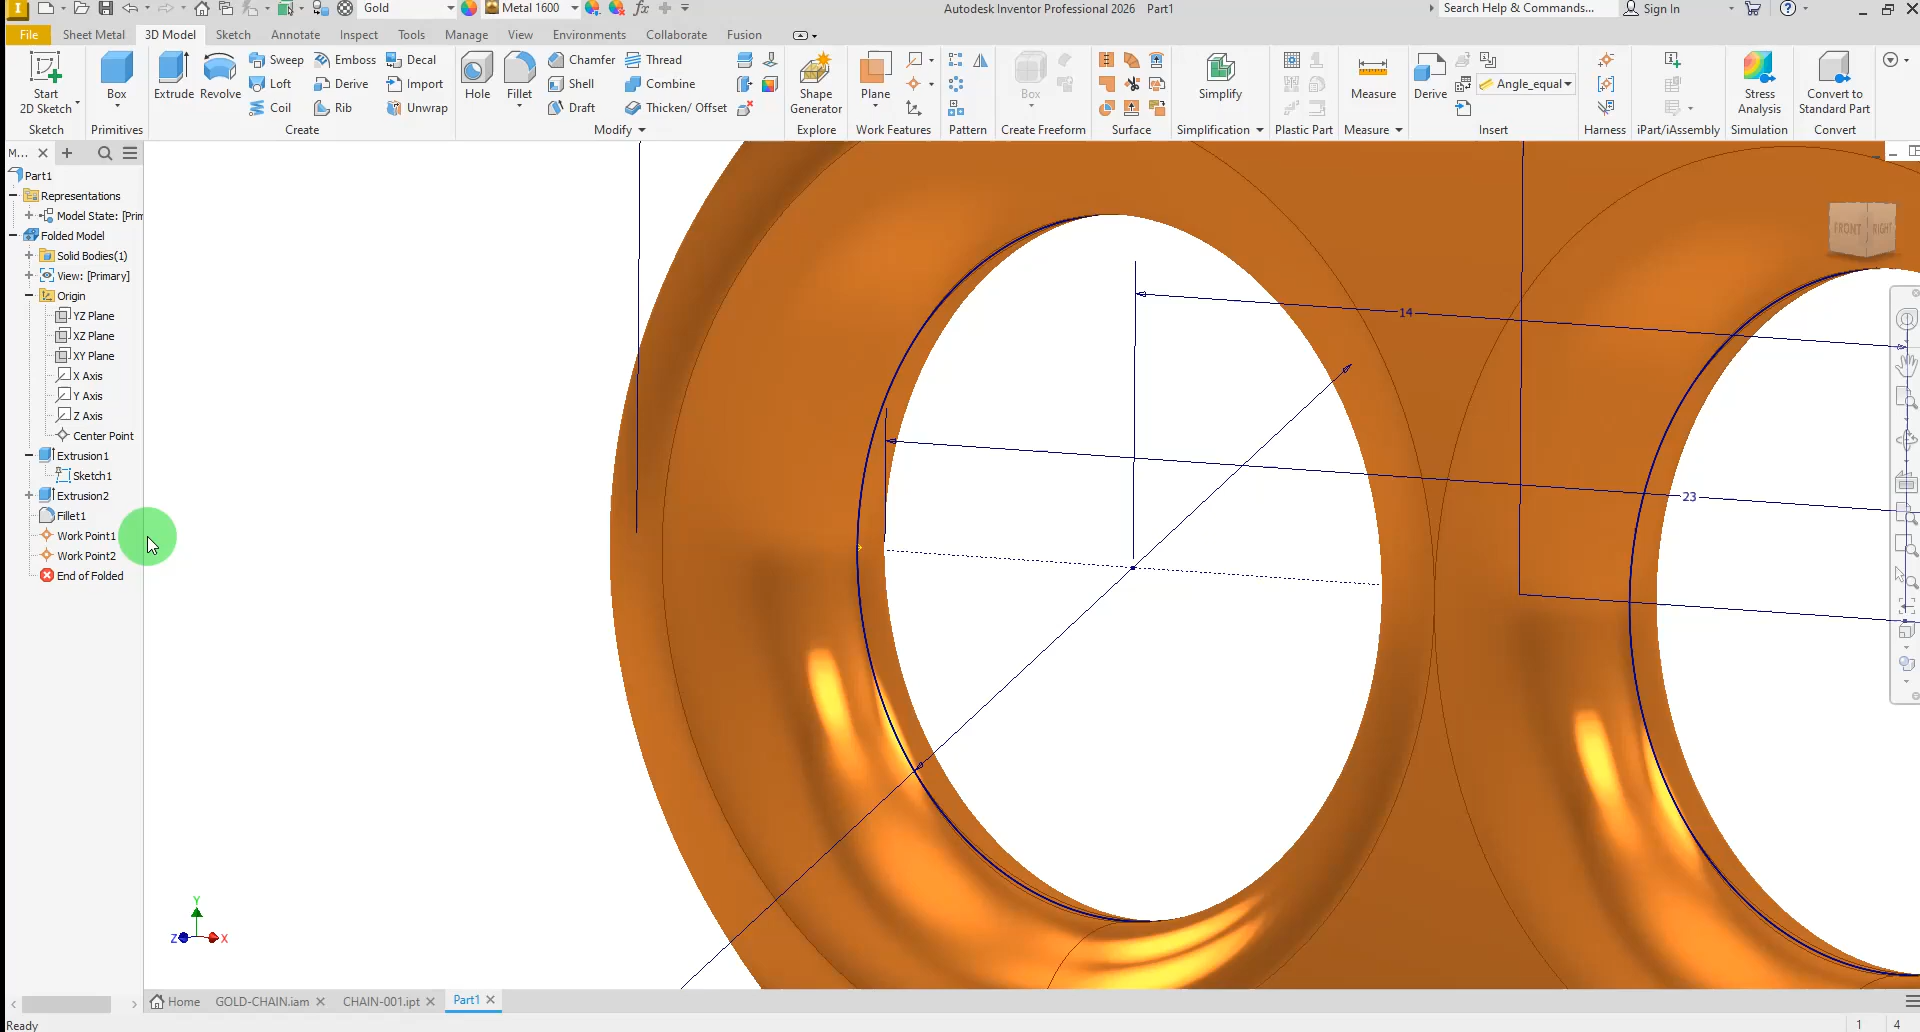 Gold
Metal 1600
Autodesk Inventor Professional 2026 Part1
Search Help & Commands...
Sign In
File
Sheet Metal
3D Model
Sketch
Annotate
Inspect
Tools
Manage
View
Environments
Collaborate
Fusion
Start
2D Sketch
Sketch
Box
Primitives
Extrude
Revolve
Sweep
Loft
Coil
Emboss
Derive
Rib
Decal
Import
Unwrap
Create
Hole
Fillet
Chamfer
Shell
Draft
Thread
Combine
Thicken/ Offset
Modify
Shape
Generator
Explore
Plane
Work Features
Pattern
Box
Create Freeform
Surface
Simplify
Simplification
Plastic Part
Measure
Measure
Derive
Angle_equal
Insert
Harness
iPart/iAssembly
Stress
Analysis
Simulation
Convert to
Standard Part
Convert
M...
Part1
Representations
Model State: [Prim
Folded Model
Solid Bodies(1)
View: [Primary]
Origin
YZ Plane
XZ Plane
XY Plane
X Axis
Y Axis
Z Axis
Center Point
Extrusion1
Sketch1
Extrusion2
Fillet1
Work Point1
Work Point2
End of Folded
14
23
FRONT
RIGHT
Y
Z
X
Home
GOLD-CHAIN.iam
CHAIN-001.ipt
Part1
Ready
1
4